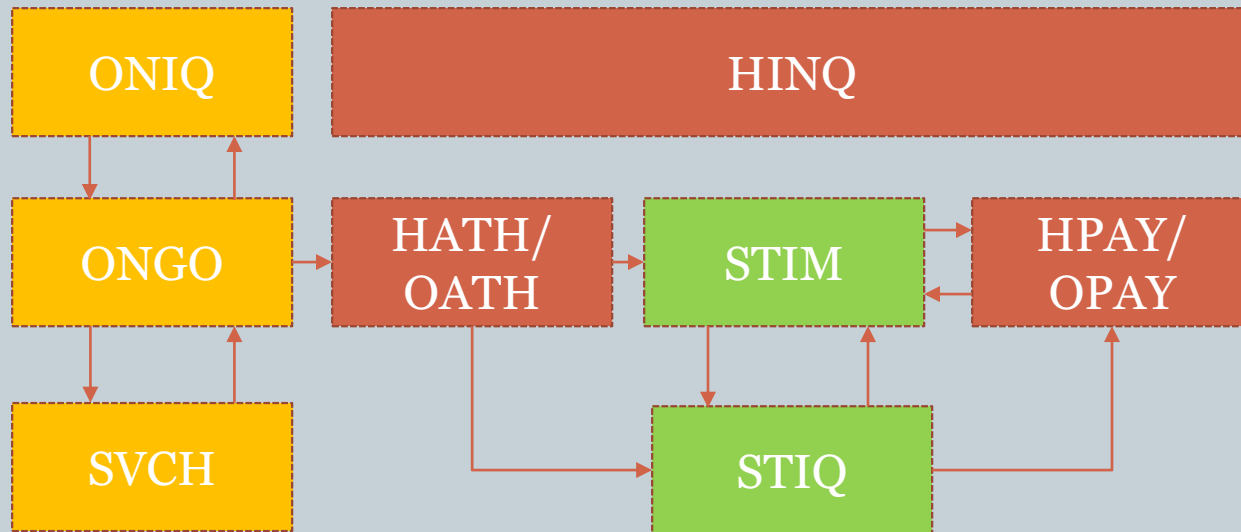 ONIQ
HINQ
ONGO
HATH/
OATH
STIM
HPAY/
OPAY
SVCH
STIQ